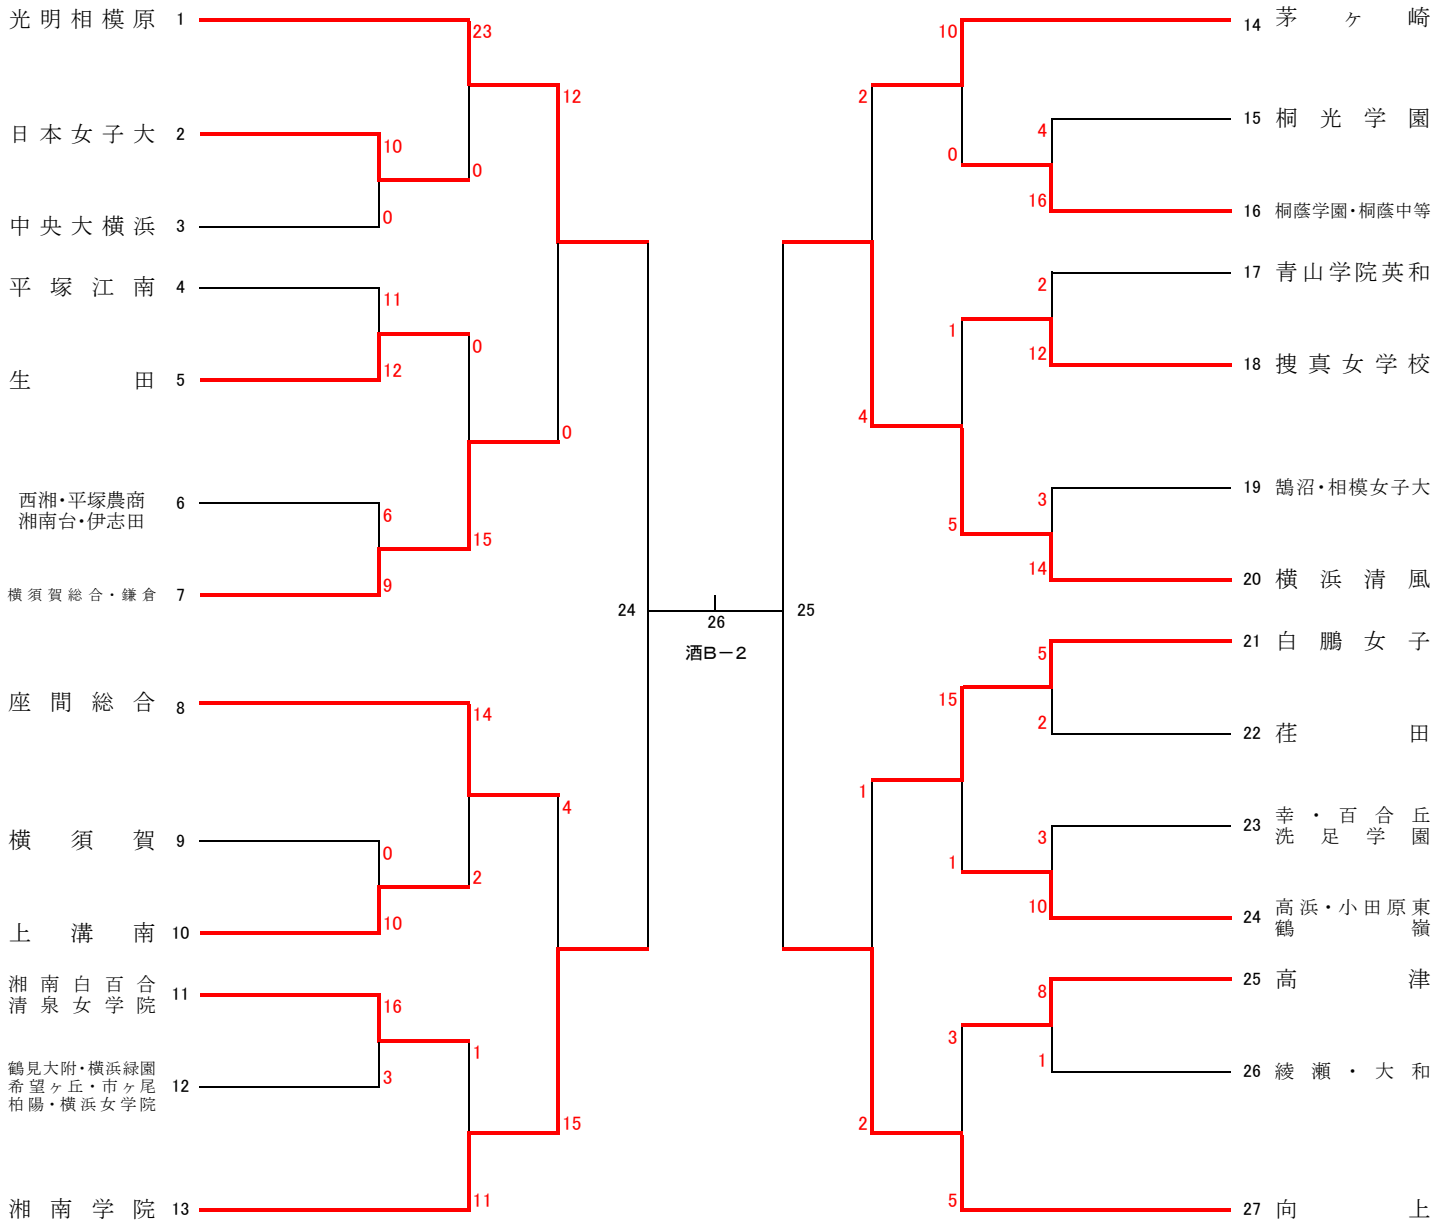 光明相模原 1
日本女子大 2
中央大横浜 3
平塚江南 4
生田 5
西湘・平塚農商
湘南台・伊志田 6
横須賀総合・鎌倉 7
座間総合 8
横須賀 9
上溝南 10
湘南白百合
清泉女学院 11
鶴見大附・横浜緑園
希望ヶ丘・市ヶ尾 12
柏陽・横浜女学院
湘南学院 13
23
10
0
0
11
12
0
6
9
15
12
0
14
0
10
2
16
3
1
11
4
15
24
26
酒B－2
25
10
4
16
0
2
2
12
1
3
14
5
4
5
2
15
3
10
1
1
8
1
3
5
2
14 茅ヶ崎
15 桐光学園
16 桐蔭学園・桐蔭中等
17 青山学院英和
18 捜真女学校
19 鵠沼・相模女子大
20 横浜清風
21 白鵬女子
22 荏田
23 幸・百合丘
洗足学園
24 高浜・小田原東
鶴嶺
25 高津
26 綾瀬・大和
27 向上